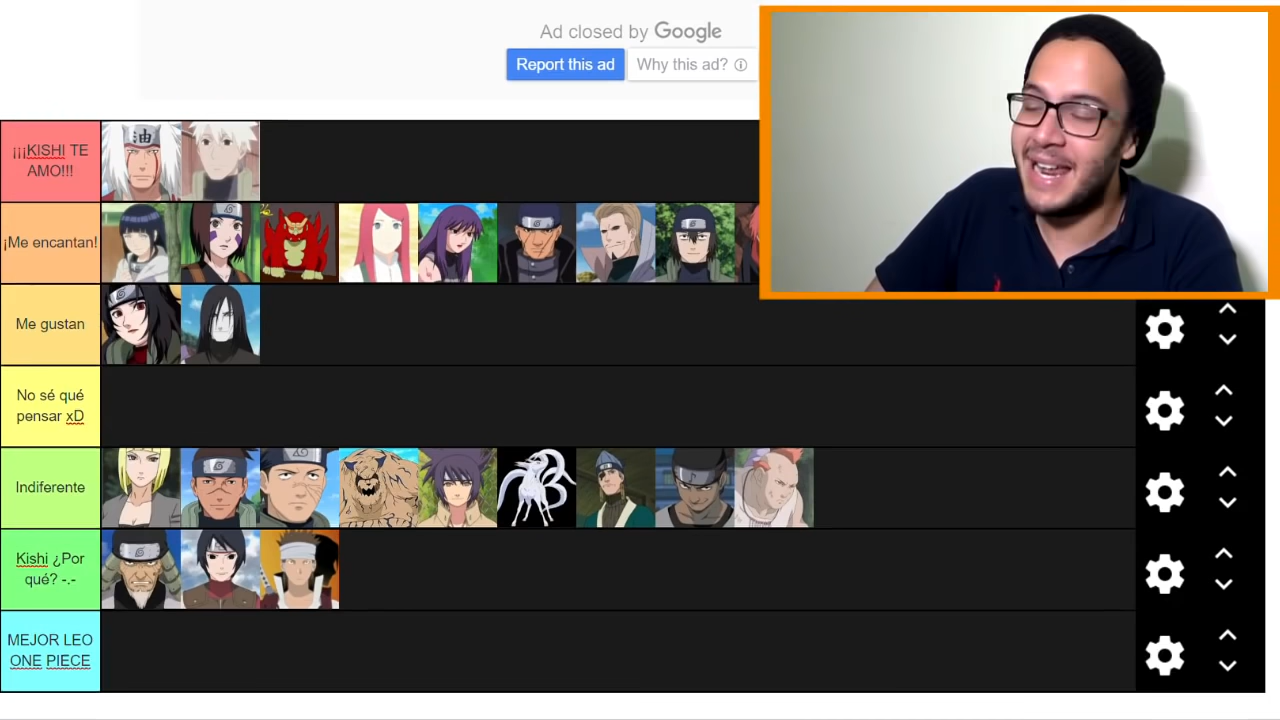 Ad closed by Google
Report this ad
Why this ad?
¡¡¡KISHI TE
AMO!!!
油
¡Me encantan!
Me gustan
No sé qué
pensar xD
Indiferente
Kishi ¿Por
qué? -.-
MEJOR LEO
ONE PIECE